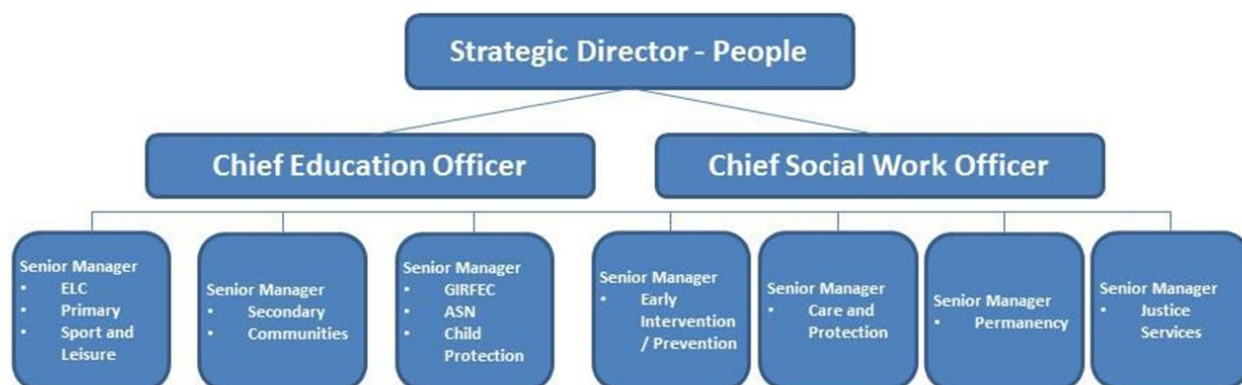 Strategic Director - People
Chief Education Officer
Chief Social Work Officer
Senior Manager
• ELC
• Primary
• Sport and
Leisure
Senior Manager
• Secondary
• Communities
Senior Manager
• GIRFEC
• ASN
• Child
Protection
Senior Manager
• Early
Intervention
/ Prevention
Senior Manager
• Care and
Protection
Senior Manager
• Permanency
Senior Manager
• Justice
Services